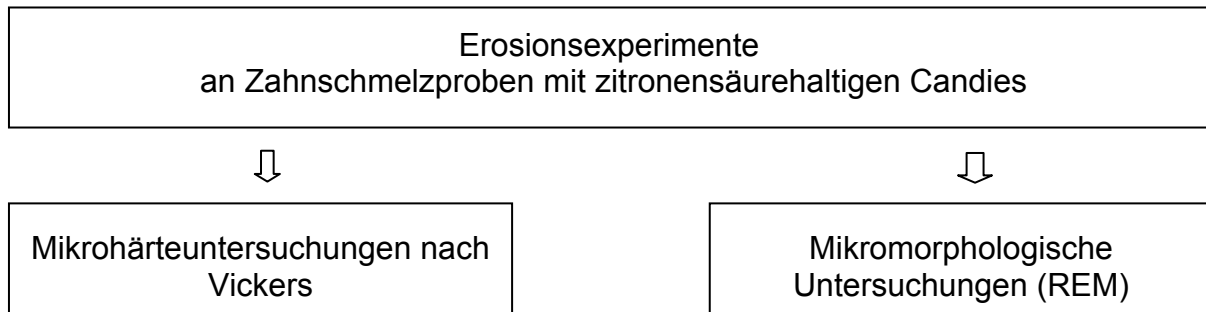 Erosionsexperimente
an Zahnschmelzproben mit zitronensäurehaltigen Candies
Mikrohärteuntersuchungen nach
Vickers
Mikromorphologische
Untersuchungen (REM)